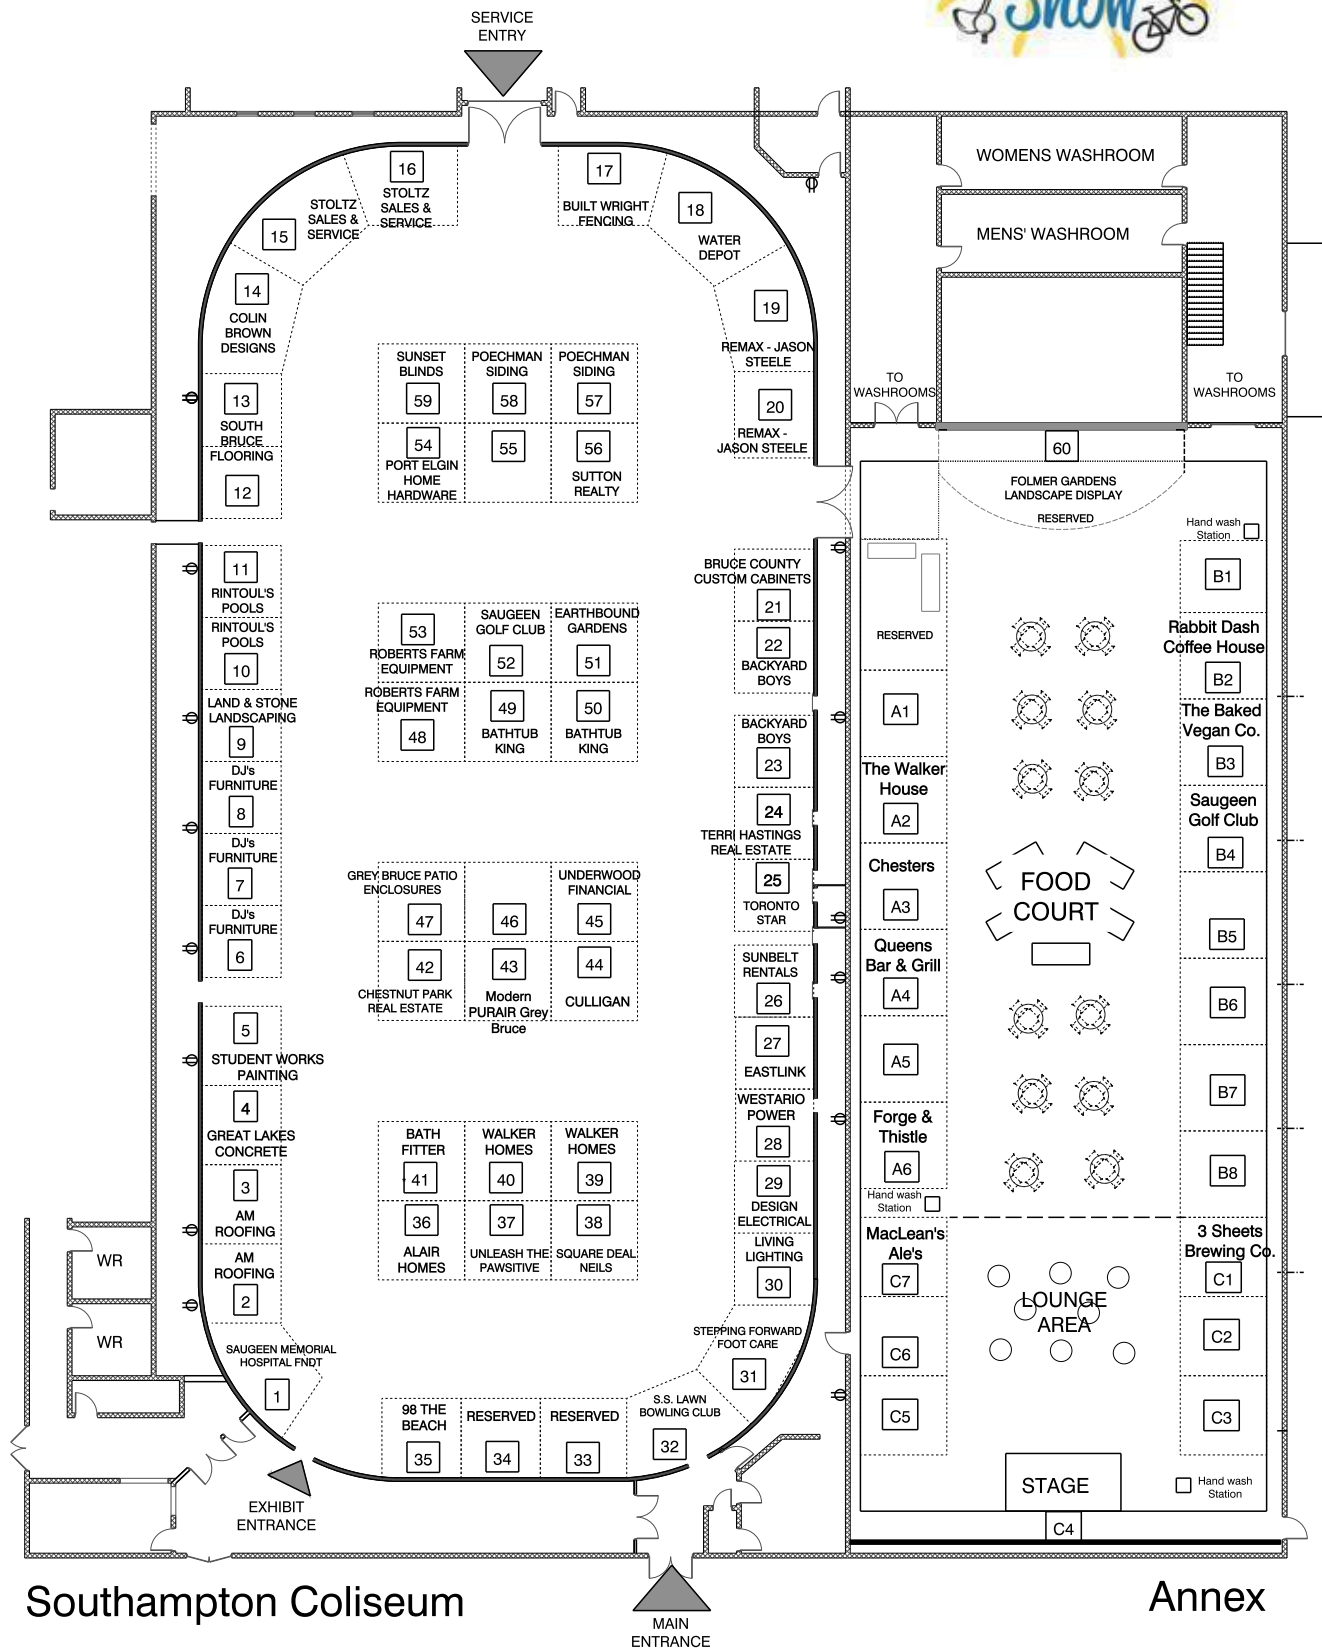 Show
SERVICE
ENTRY
WOMENS WASHROOM
MENS' WASHROOM
16
STOLTZ
SALES &
SERVICE
17
BUILT WRIGHT
FENCING
15
STOLTZ
SALES &
SERVICE
18
WATER
DEPOT
14
COLIN
BROWN
DESIGNS
19
REMAX - JASON
STEELE
13
SOUTH
BRUCE
FLOORING
12
20
REMAX -
JASON STEELE
TO
WASHROOMS
TO
WASHROOMS
SUNSET
BLINDS
59
POECHMAN
SIDING
58
POECHMAN
SIDING
57
54
PORT ELGIN
HOME
HARDWARE
55
56
SUTTON
REALTY
60
FOLMER GARDENS
LANDSCAPE DISPLAY
RESERVED
Hand wash
Station
11
RINTOUL'S
POOLS
RINTOUL'S
POOLS
10
LAND & STONE
LANDSCAPING
9
DJ's
FURNITURE
8
DJ's
FURNITURE
7
DJ's
FURNITURE
6
53
ROBERTS FARM
EQUIPMENT
SAUGEEN
GOLF CLUB
52
EARTHBOUND
GARDENS
51
ROBERTS FARM
EQUIPMENT
48
49
BATHTUB
KING
50
BATHTUB
KING
BRUCE COUNTY
CUSTOM CABINETS
21
22
BACKYARD
BOYS
BACKYARD
BOYS
23
24
TERRI HASTINGS
REAL ESTATE
25
TORONTO
STAR
SUNBELT
RENTALS
26
27
EASTLINK
WESTARIO
POWER
28
29
DESIGN
ELECTRICAL
LIVING
LIGHTING
30
GREY BRUCE PATIO
ENCLOSURES
47
46
UNDERWOOD
FINANCIAL
45
42
CHESTNUT PARK
REAL ESTATE
43
Modern
PURAIR Grey
Bruce
44
CULLIGAN
5
STUDENT WORKS
PAINTING
4
GREAT LAKES
CONCRETE
3
AM
ROOFING
AM
ROOFING
2
BATH
FITTER
41
WALKER
HOMES
40
WALKER
HOMES
39
36
ALAIR
HOMES
37
UNLEASH THE
PAWSITIVE
38
SQUARE DEAL
NEILS
WR
WR
SAUGEEN MEMORIAL
HOSPITAL FNDT
1
STEPPING FORWARD
FOOT CARE
31
98 THE
BEACH
35
RESERVED
34
RESERVED
33
S.S. LAWN
BOWLING CLUB
32
EXHIBIT
ENTRANCE
RESERVED
A1
The Walker
House
A2
Chesters
A3
Queens
Bar & Grill
A4
A5
Forge &
Thistle
A6
Hand wash
Station
MacLean's
Ale's
C7
C6
C5
FOOD
COURT
LOUNGE
AREA
B1
Rabbit Dash
Coffee House
B2
The Baked
Vegan Co.
B3
Saugeen
Golf Club
B4
B5
B6
B7
B8
3 Sheets
Brewing Co.
C1
C2
C3
STAGE
C4
Hand wash
Station
Southampton Coliseum
MAIN
ENTRANCE
Annex